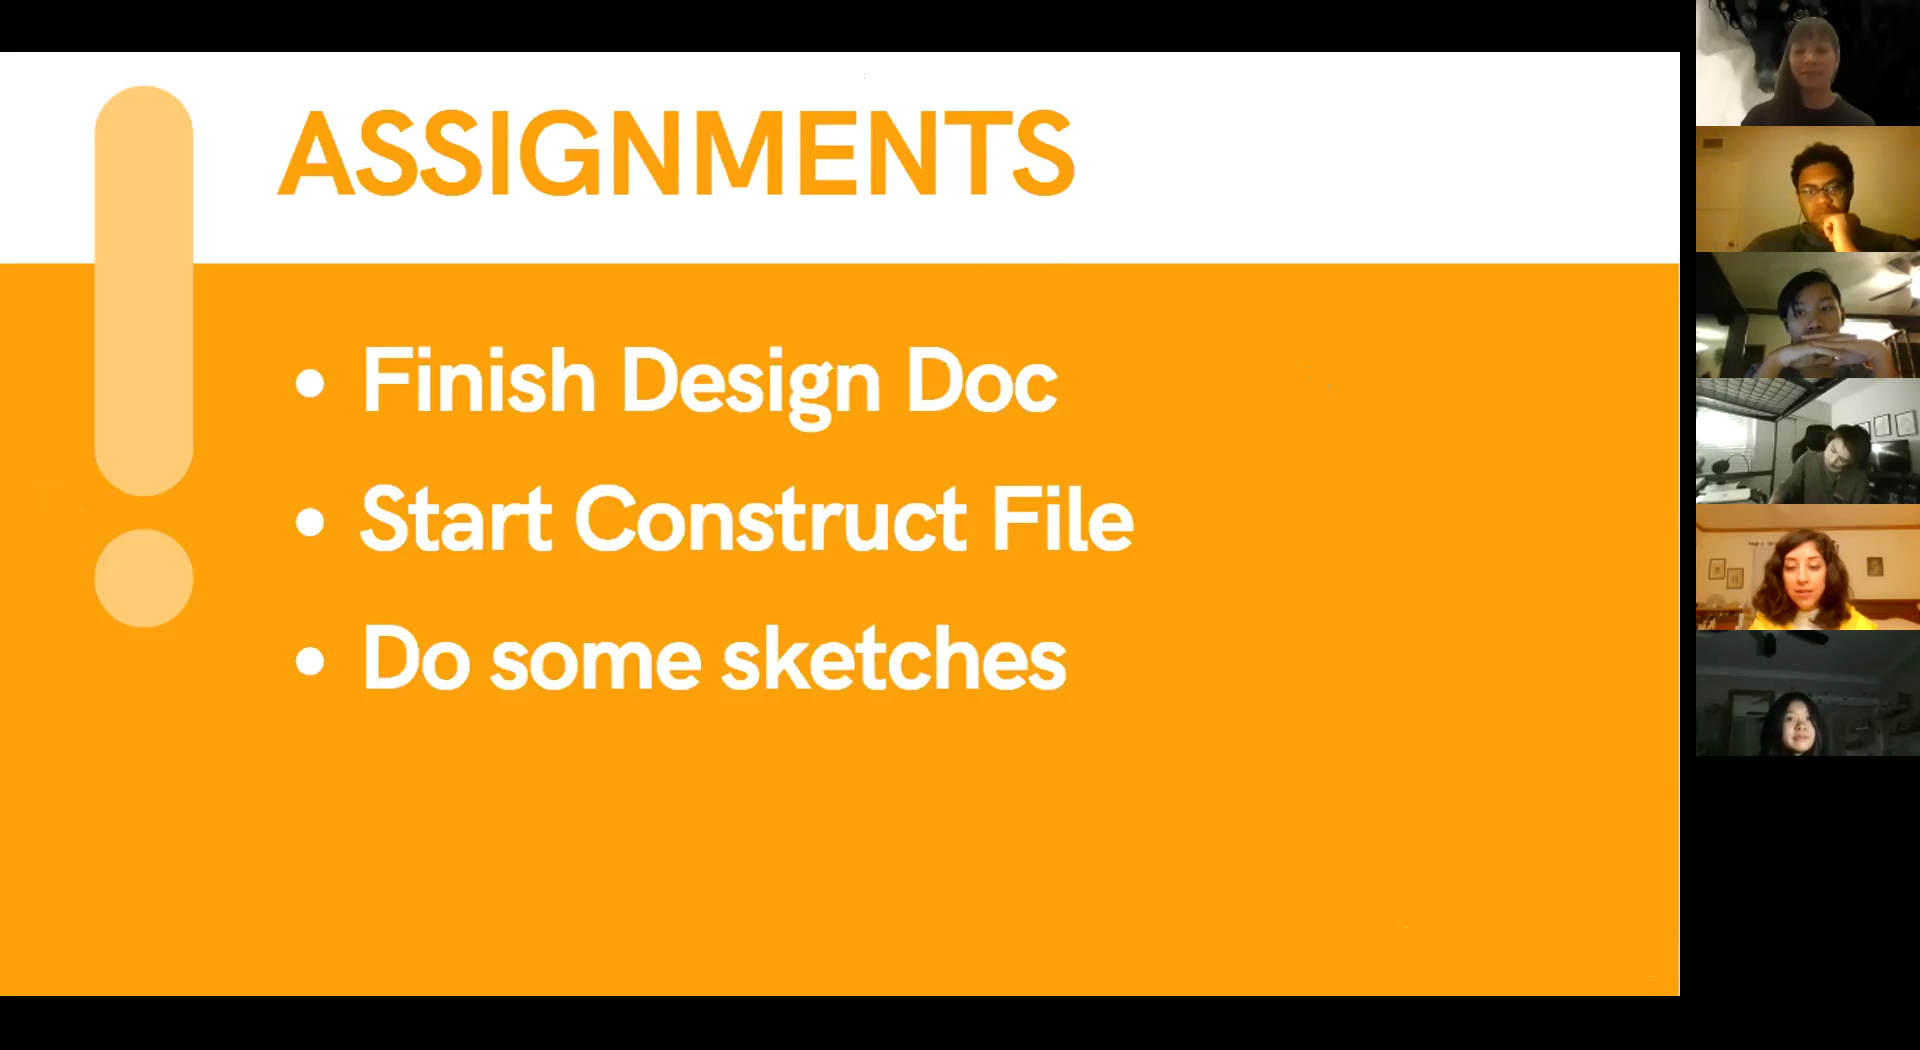 ASSIGNMENTS
• Finish Design Doc
• Start Construct File
• Do some sketches